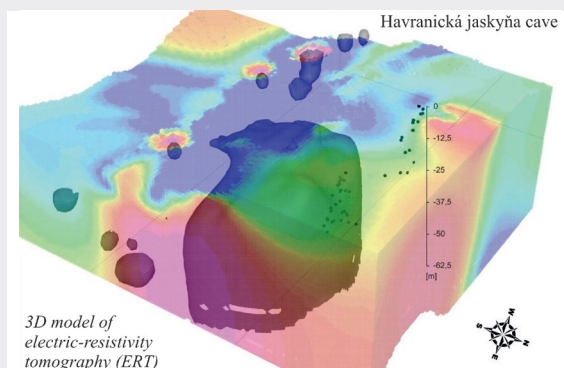 Havranická jaskyňa cave
0
-12,5
-25
-37,5
-50
-62,5
[m]
3D model of
electric-resistivity
tomography (ERT)
N
E
S
W